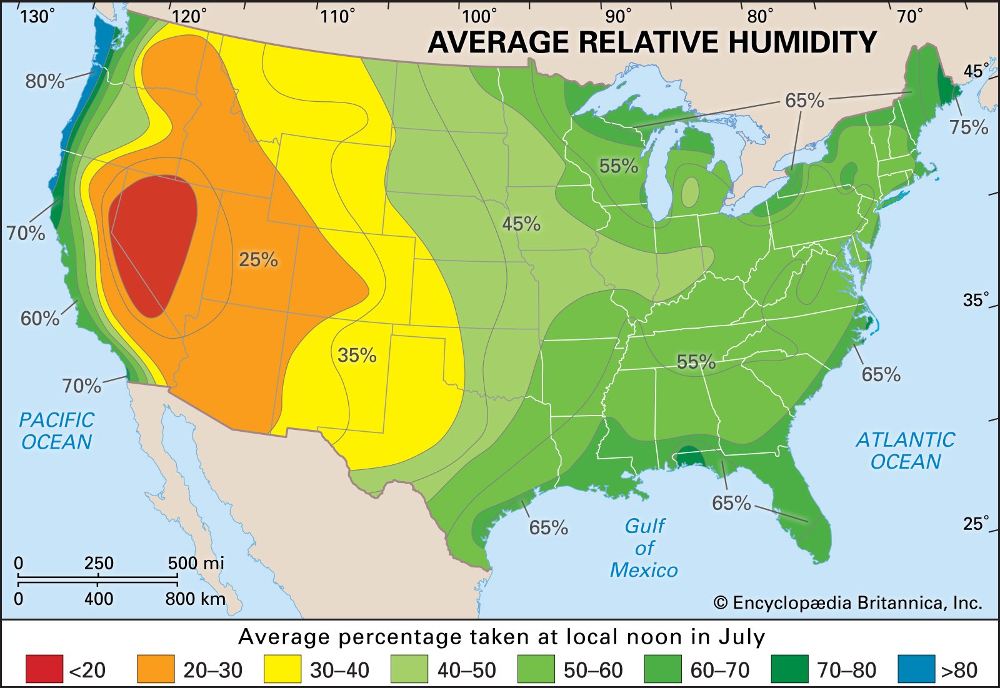 130° 120° 110° 100° 90° 80° 70°
AVERAGE RELATIVE HUMIDITY
45°
80%
65%
75%
55%
45%
70%
25%
35°
60%
35%
55%
65%
70%
PACIFIC
OCEAN
ATLANTIC
OCEAN
65%
65%
25°
Gulf
of
Mexico
0 250 500 mi
0 400 800 km
© Encyclopædia Britannica, Inc.
Average percentage taken at local noon in July
<20 20–30 30–40 40–50 50–60 60–70 70–80 >80